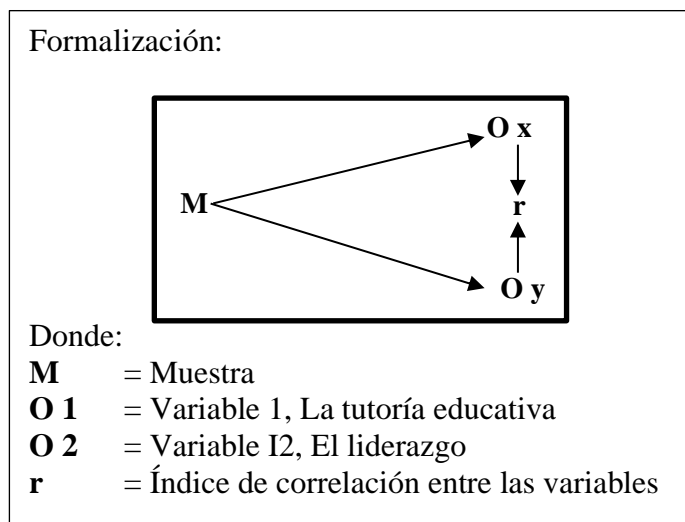 Formalización:
O x
M
r
O y
Donde:
M = Muestra
O 1 = Variable 1, La tutoría educativa
O 2 = Variable I2, El liderazgo
r = Índice de correlación entre las variables